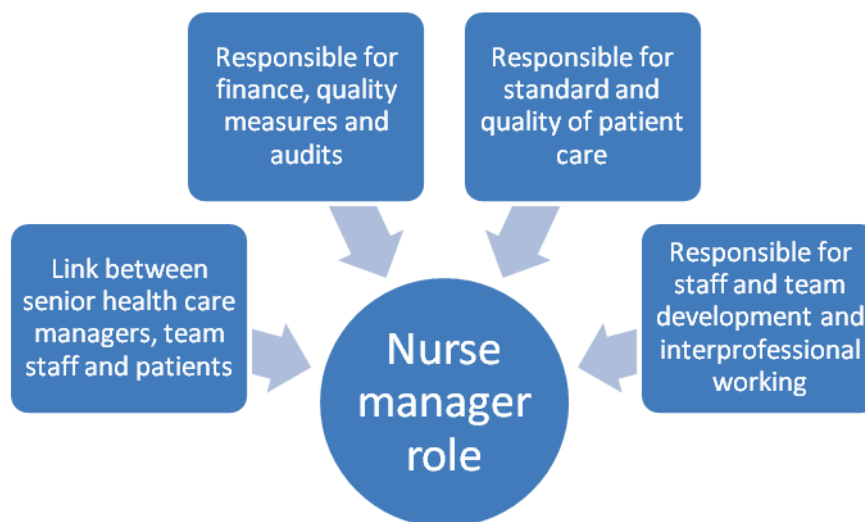 Responsible for
finance, quality
measures and
audits
Responsible for
standard and
quality of patient
care
Link between
senior health care
managers, team
staff and patients
Responsible for
staff and team
development and
interprofessional
working
Nurse
manager
role